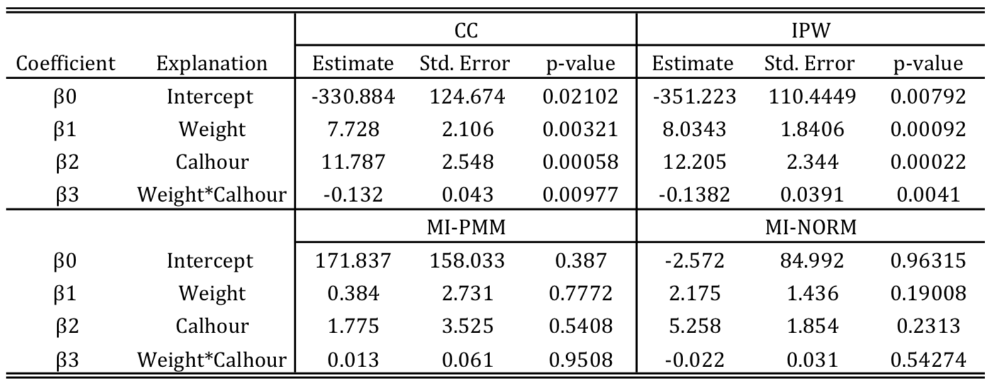 CC IPW
Coefficient Explanation Estimate Std. Error p-value Estimate Std. Error p-value
β0 Intercept -330.884 124.674 0.02102 -351.223 110.4449 0.00792
β1 Weight 7.728 2.106 0.00321 8.0343 1.8406 0.00092
β2 Calhour 11.787 2.548 0.00058 12.205 2.344 0.00022
β3 Weight*Calhour -0.132 0.043 0.00977 -0.1382 0.0391 0.0041
MI-PMM MI-NORM
β0 Intercept 171.837 158.033 0.387 -2.572 84.992 0.96315
β1 Weight 0.384 2.731 0.7772 2.175 1.436 0.19008
β2 Calhour 1.775 3.525 0.5408 5.258 1.854 0.2313
β3 Weight*Calhour 0.013 0.061 0.9508 -0.022 0.031 0.54274